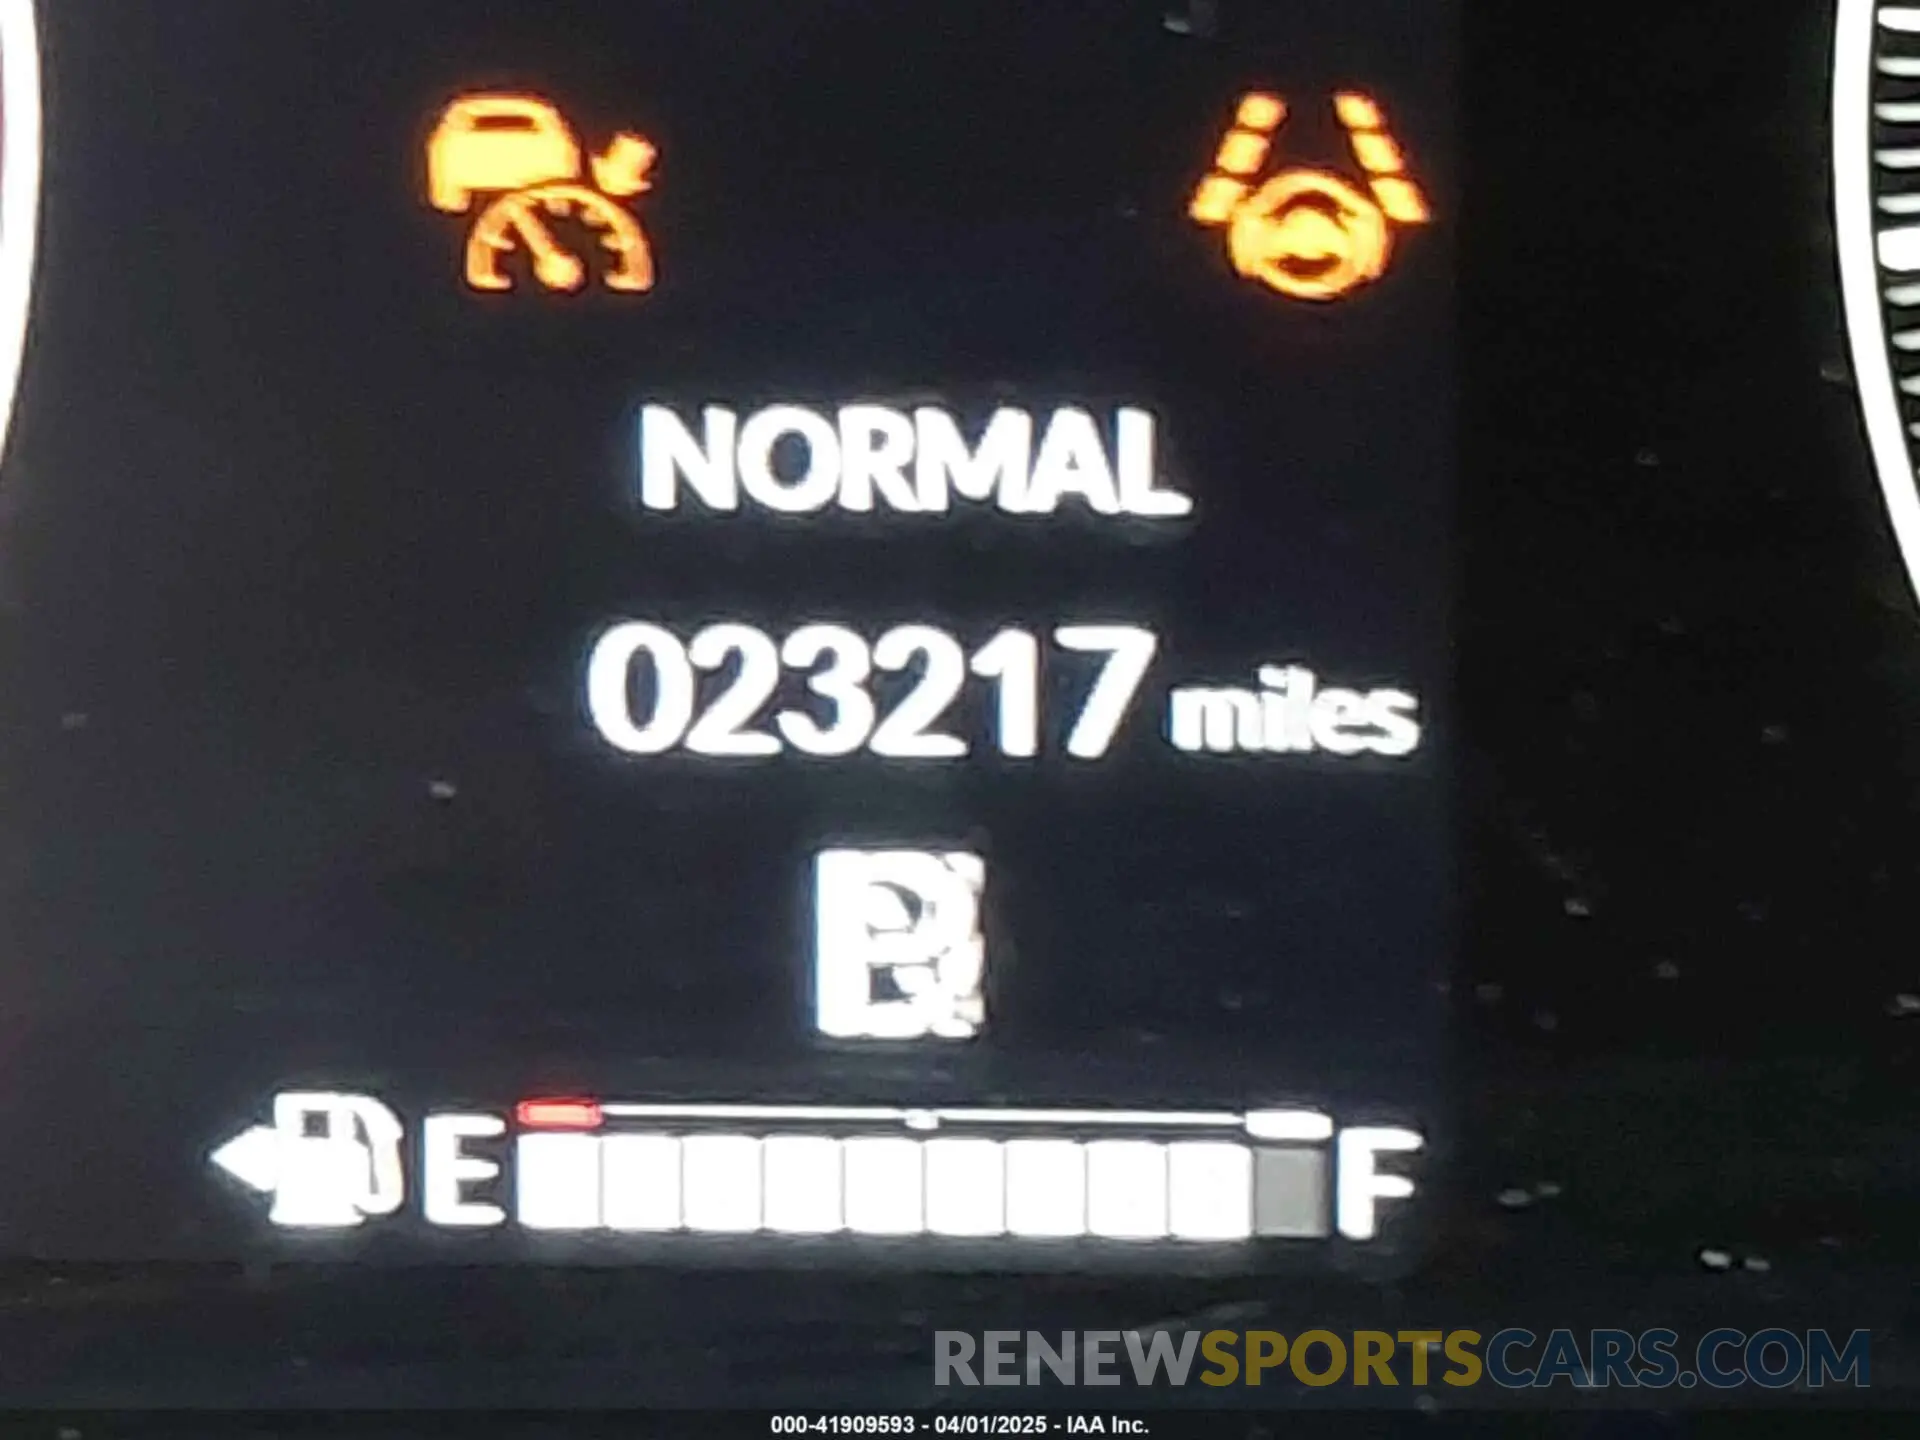 NORMAL
023217 miles
E F
RENEWSPORTSCARS.COM
000-41909593 - 04/01/2025 - IAA Inc.